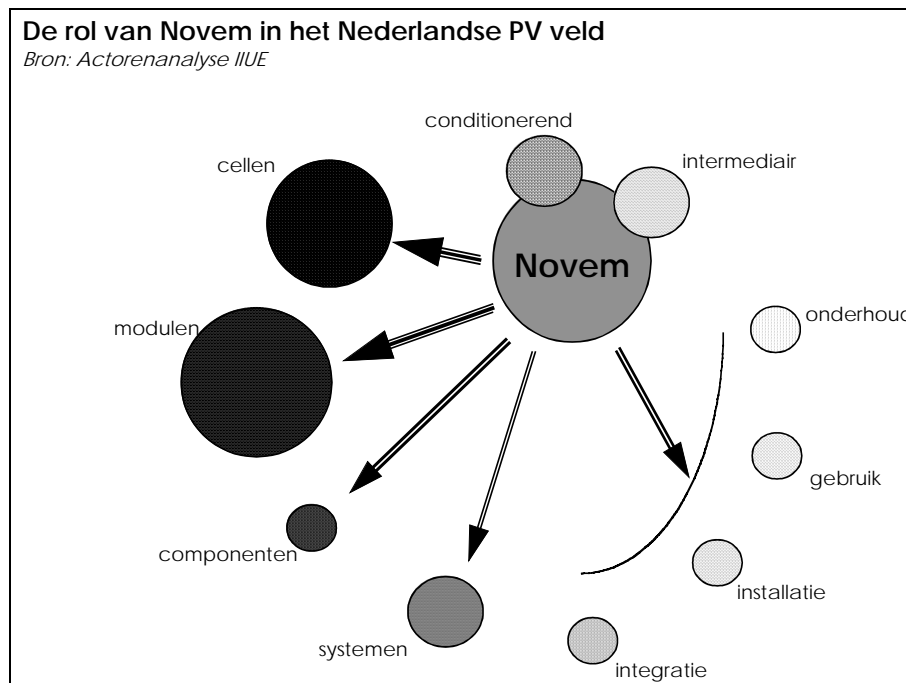 De rol van Novem in het Nederlandse PV veld
Bron: Actorenanalyse IIUE
conditionerend
cellen
intermediair
Novem
modulen
onderhoud
gebruik
componenten
installatie
systemen
integratie